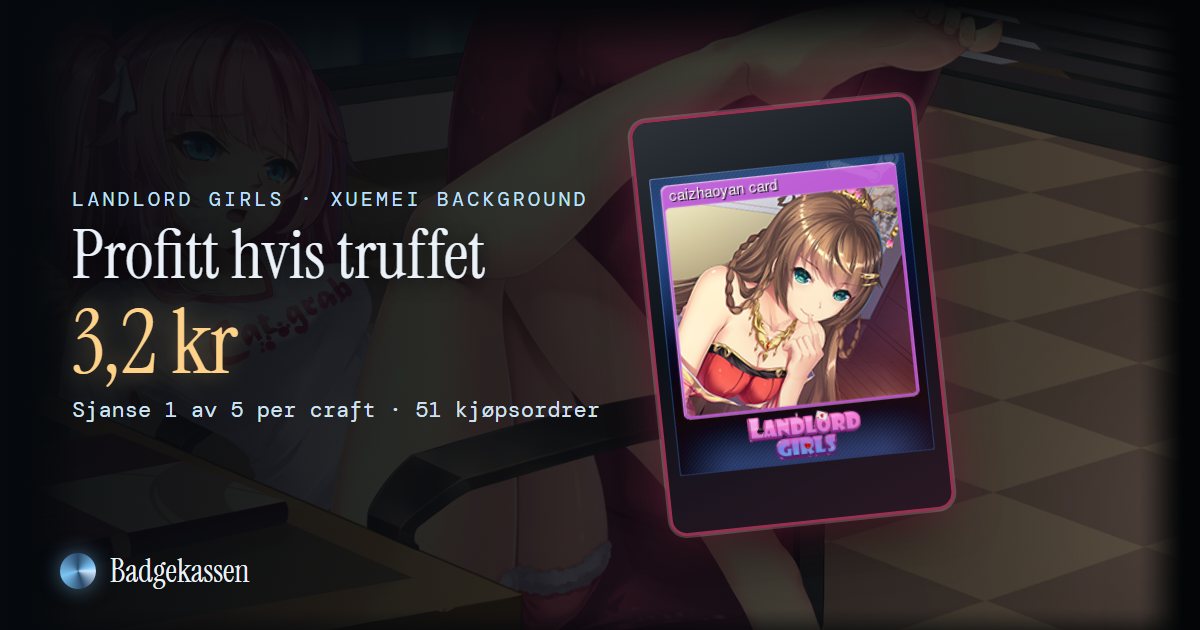 LANDLORD GIRLS · XUEMEI BACKGROUND
Profitt hvis truffet
3,2 kr
Sjanse 1 av 5 per craft · 51 kjøpsordrer
caizhaoyan card
LANDLORD
GIRLS
Badgekassen